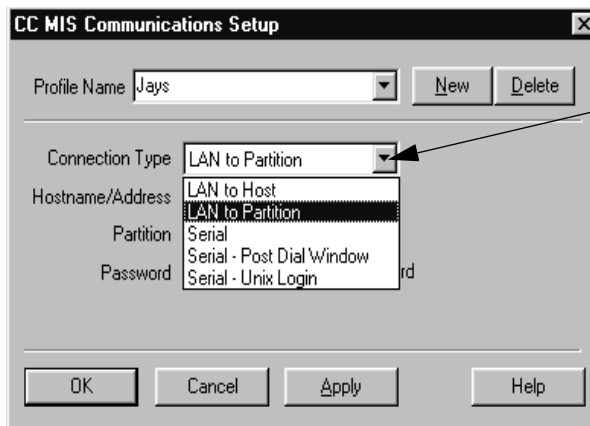 CC MIS Communications Setup
Profile Name Jays New Delete
Connection Type LAN to Partition
Hostname/Address LAN to Host
LAN to Partition
Partition Serial
Serial - Post Dial Window
Password Serial - Unix Login
OK Cancel Apply Help